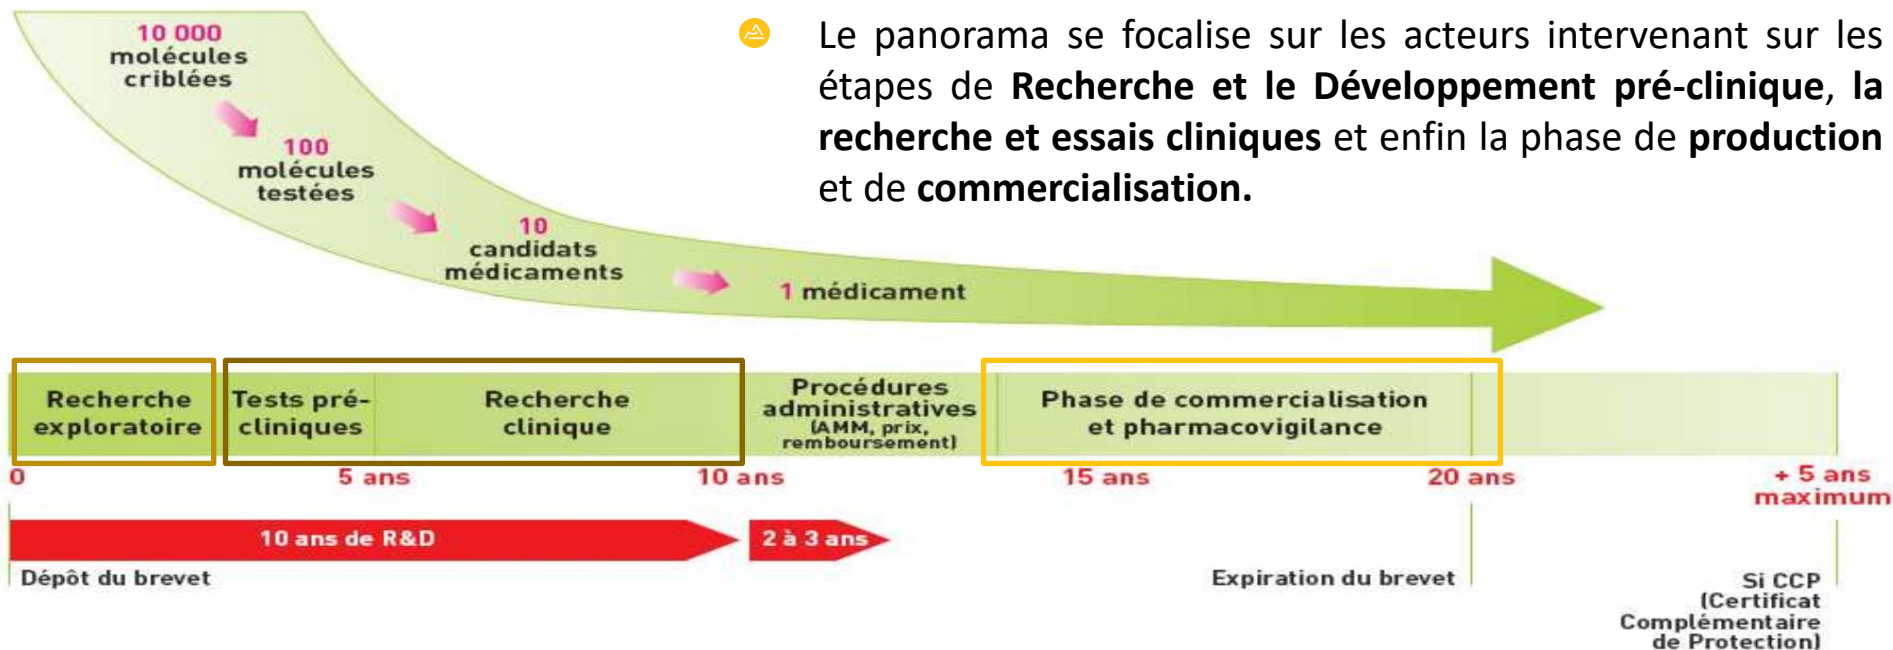 10 000
molécules
criblées
100
molécules
testées
10
candidats
médicaments
1 médicament
Le panorama se focalise sur les acteurs intervenant sur les
étapes de Recherche et le Développement pré-clinique, la
recherche et essais cliniques et enfin la phase de production
et de commercialisation.
Recherche
exploratoire
Tests pré-
cliniques
Recherche
clinique
Procédures
administratives
(AMM, prix,
remboursement)
Phase de commercialisation
et pharmacovigilance
0
5 ans
10 ans
15 ans
20 ans
+ 5 ans
maximum
10 ans de R&D
2 à 3 ans
Dépôt du brevet
Expiration du brevet
Si CCP
(Certificat
Complémentaire
de Protection)